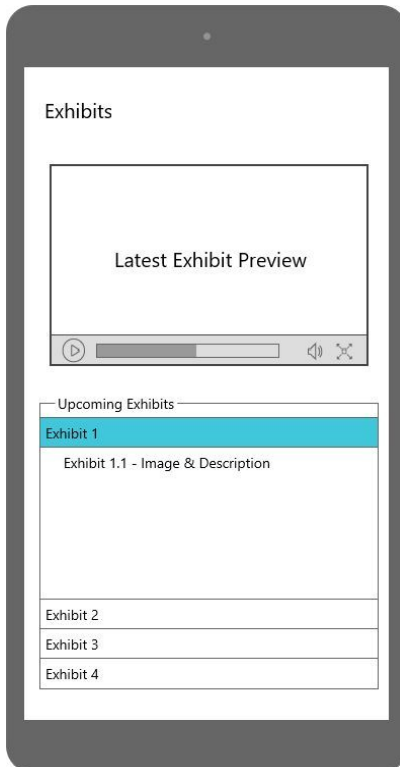 Exhibits
Latest Exhibit Preview
Upcoming Exhibits
Exhibit 1
Exhibit 1.1 - Image & Description
Exhibit 2
Exhibit 3
Exhibit 4